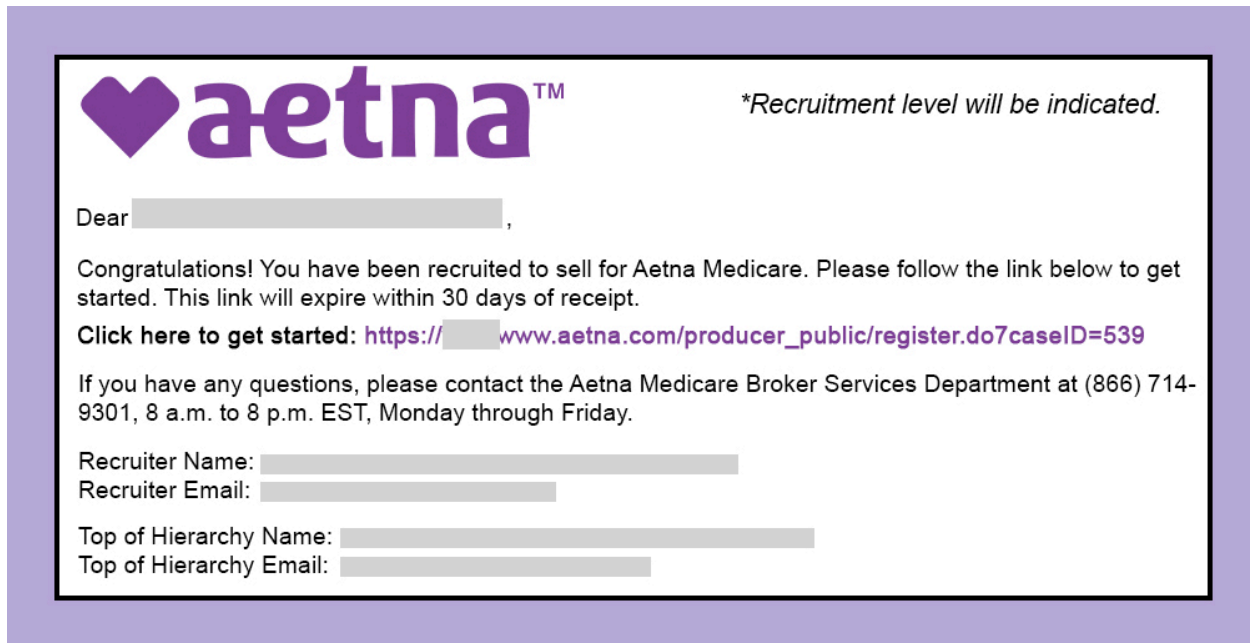 aetna™
*Recruitment level will be indicated.
Dear ,
Congratulations! You have been recruited to sell for Aetna Medicare. Please follow the link below to get
started. This link will expire within 30 days of receipt.
Click here to get started: https:// www.aetna.com/producer_public/register.do7caseID=539
If you have any questions, please contact the Aetna Medicare Broker Services Department at (866) 714-
9301, 8 a.m. to 8 p.m. EST, Monday through Friday.
Recruiter Name:
Recruiter Email:
Top of Hierarchy Name:
Top of Hierarchy Email: